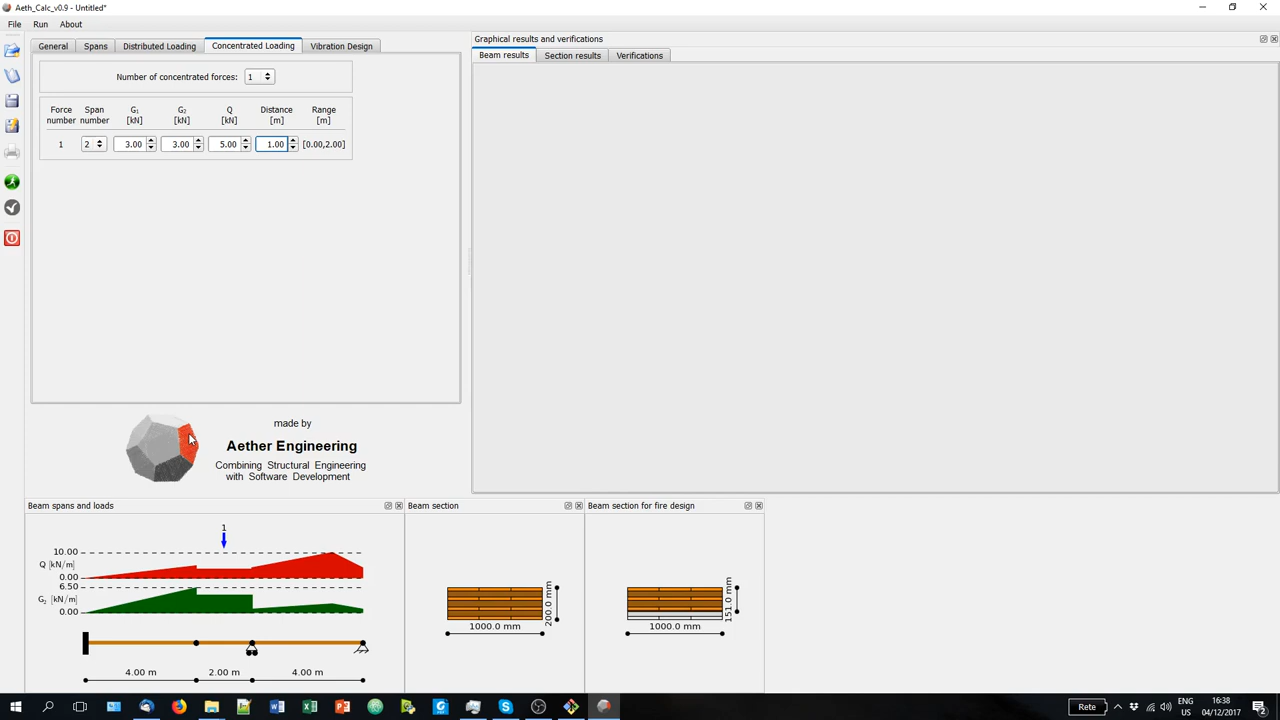 Aeth_Calc_v0.9 - Untitled*
File Run About
General Spans Distributed Loading Concentrated Loading Vibration Design
Number of concentrated forces: 1
Force number Span number G₁ [kN] G₂ [kN] Q [kN] Distance [m] Range [m]
1 2 3.00 3.00 5.00 1.00 [0.00,2.00]
made by
Aether Engineering
Combining Structural Engineering
with Software Development
Graphical results and verifications
Beam results Section results Verifications
Beam spans and loads
1
10.00
Q [kN/m]
0.00
6.50
G₂ [kN/m]
0.00
4.00 m 2.00 m 4.00 m
Beam section
200.0 mm
1000.0 mm
Beam section for fire design
151.0 mm
1000.0 mm
Rete
ENG
US
16:38
04/12/2017
2